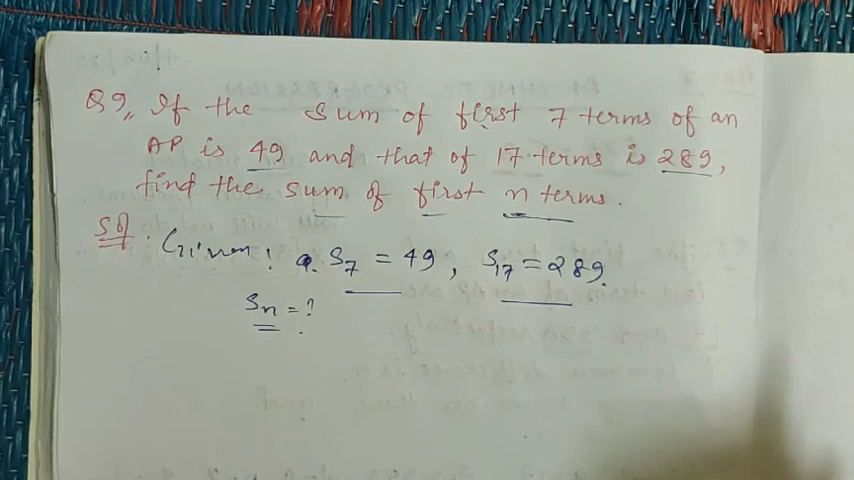 Q9,, If the sum of first 7 terms of an
AP is 49 and that of 17 terms is 289,
find the sum of first n terms.
Sol. Given: S₇ = 49, S₁₇ = 289.
Sₙ = ?